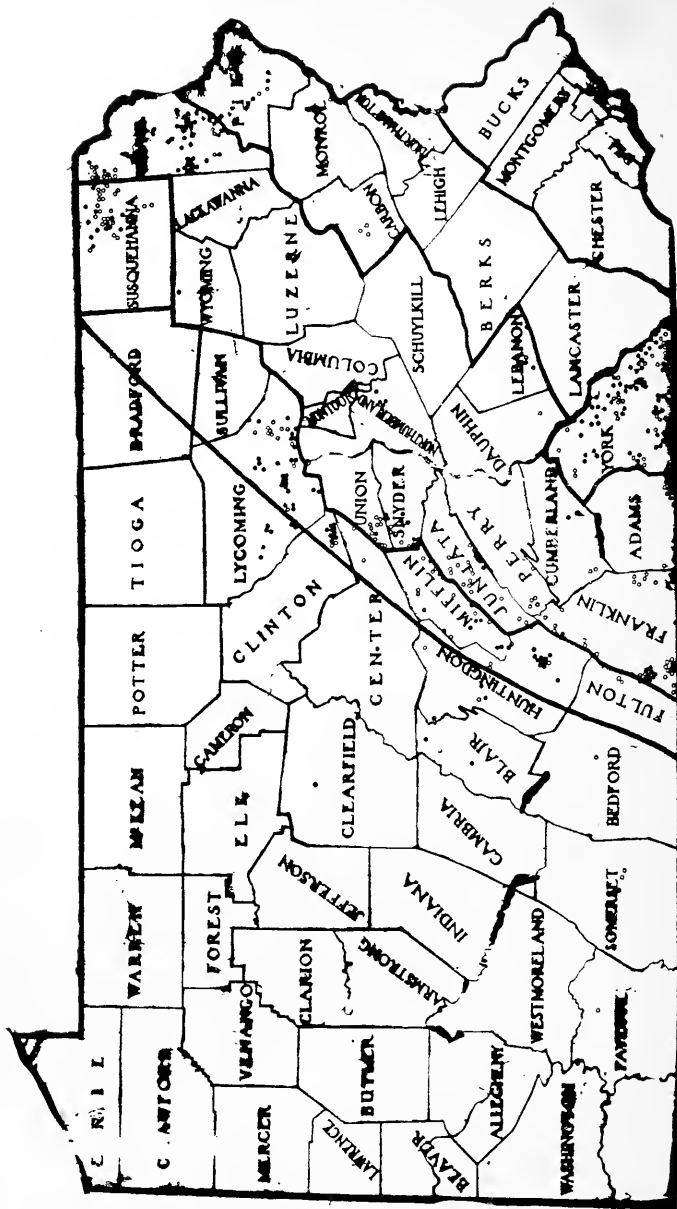 ERIE
WARREN
MCKEAN
POTTER
TIOGA
BRADFORD
SUSQUEHANNA
MERCER
VENANGO
FOREST
ELK
CAMERON
CLINTON
LYCOMING
SULLIVAN
WYOMING
LACKAWANNA
LAWRENCE
BUTLER
CLARION
JEFFERSON
CLEARFIELD
CENTER
UNION
SNYDER
MONTOUR
NORTHUMBERLAND
COLUMBIA
LUZERNE
MONROE
BEAVER
ALLEGHENY
ARMSTRONG
INDIANA
CAMBRIA
BLAIR
HUNTINGDON
MIFFLIN
JUNIATA
PERRY
DAUPHIN
LEBANON
SCHUYLKILL
CARBON
NORTHAMPTON
LEHIGH
BERKS
BUCKS
MONTGOMERY
WASHINGTON
WESTMORELAND
FAYETTE
SOMERSET
BEDFORD
FULTON
FRANKLIN
CUMBERLAND
ADAMS
YORK
LANCASTER
CHESTER